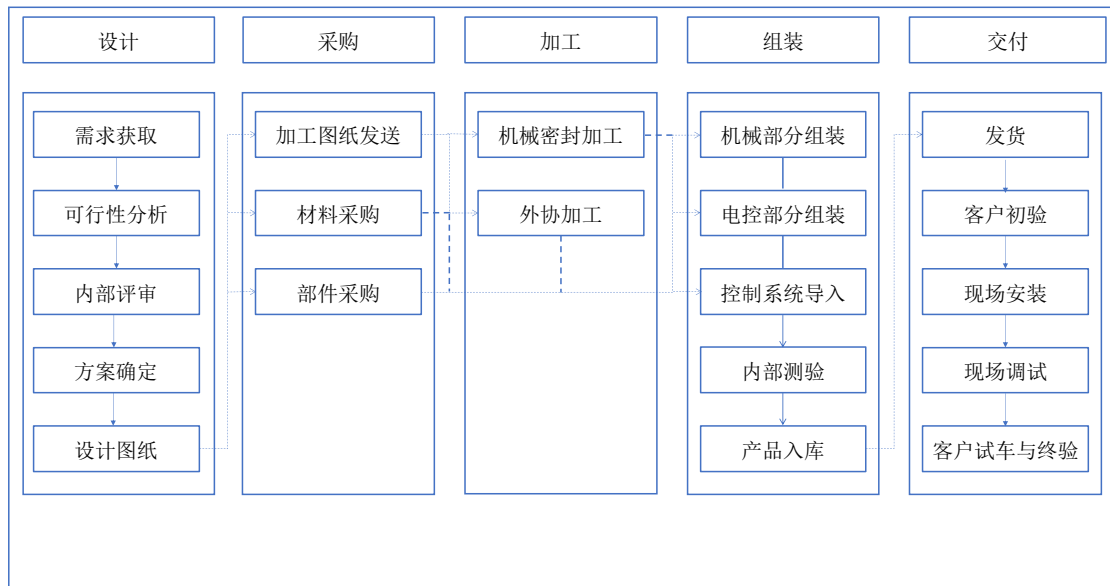 设计
采购
加工
组装
交付
需求获取
可行性分析
内部评审
方案确定
设计图纸
加工图纸发送
材料采购
部件采购
机械密封加工
外协加工
机械部分组装
电控部分组装
控制系统导入
内部测验
产品入库
发货
客户初验
现场安装
现场调试
客户试车与终验